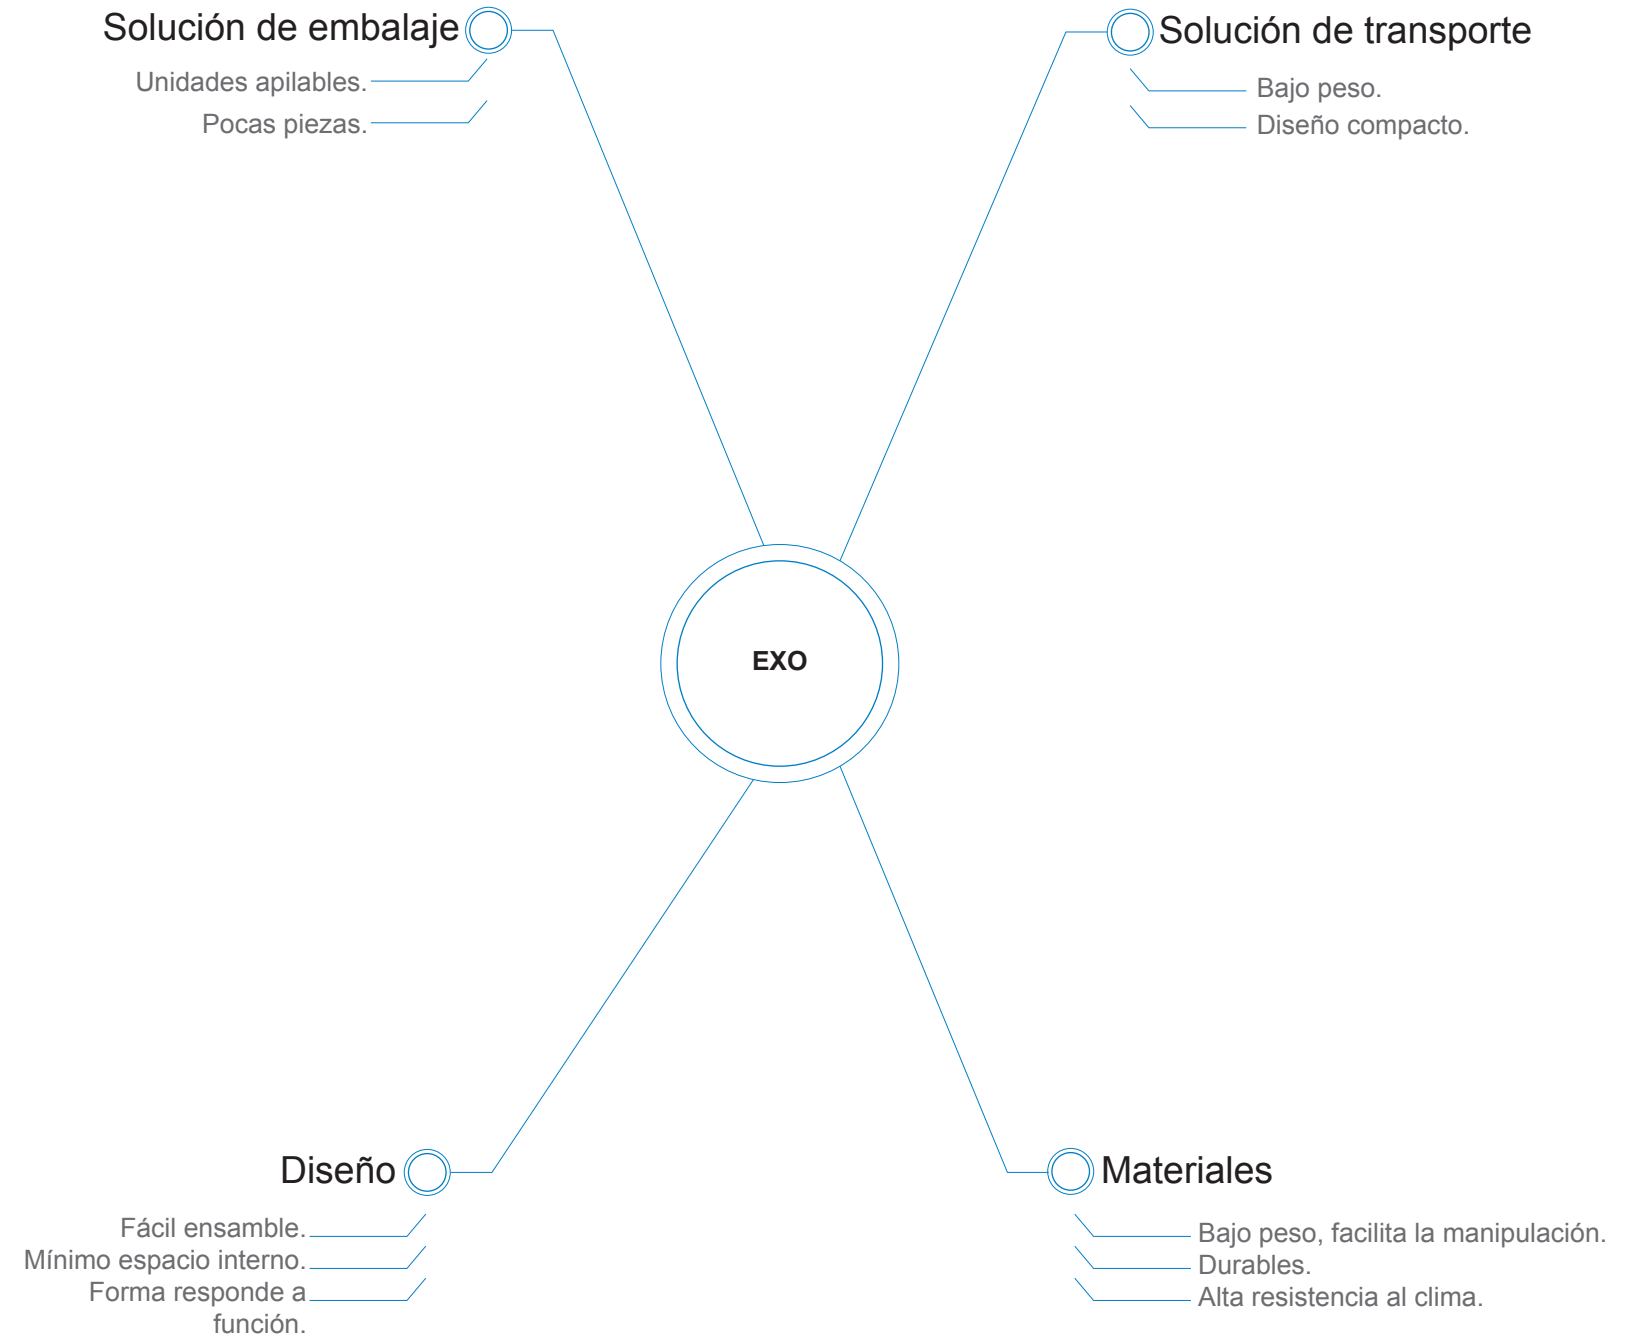 Solución de embalaje
Unidades apilables.
Pocas piezas.
Solución de transporte
Bajo peso.
Diseño compacto.
EXO
Diseño
Fácil ensamble.
Mínimo espacio interno.
Forma responde a
función.
Materiales
Bajo peso, facilita la manipulación.
Durables.
Alta resistencia al clima.